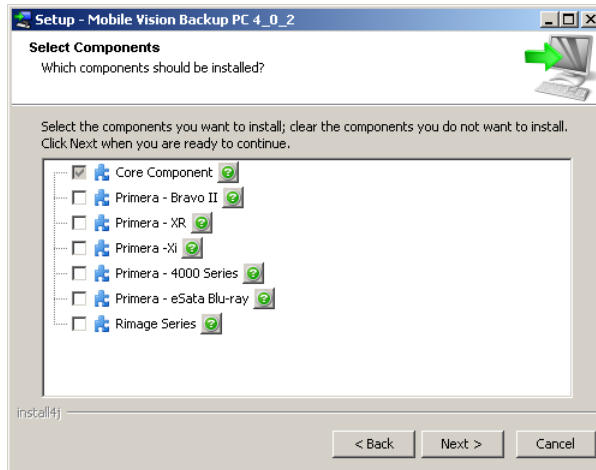 Setup - Mobile Vision Backup PC 4_0_2
Select Components
Which components should be installed?
Select the components you want to install; clear the components you do not want to install.
Click Next when you are ready to continue.
Core Component
Primera - Bravo II
Primera - XR
Primera -Xi
Primera - 4000 Series
Primera - eSata Blu-ray
Rimage Series
install4j
< Back Next > Cancel